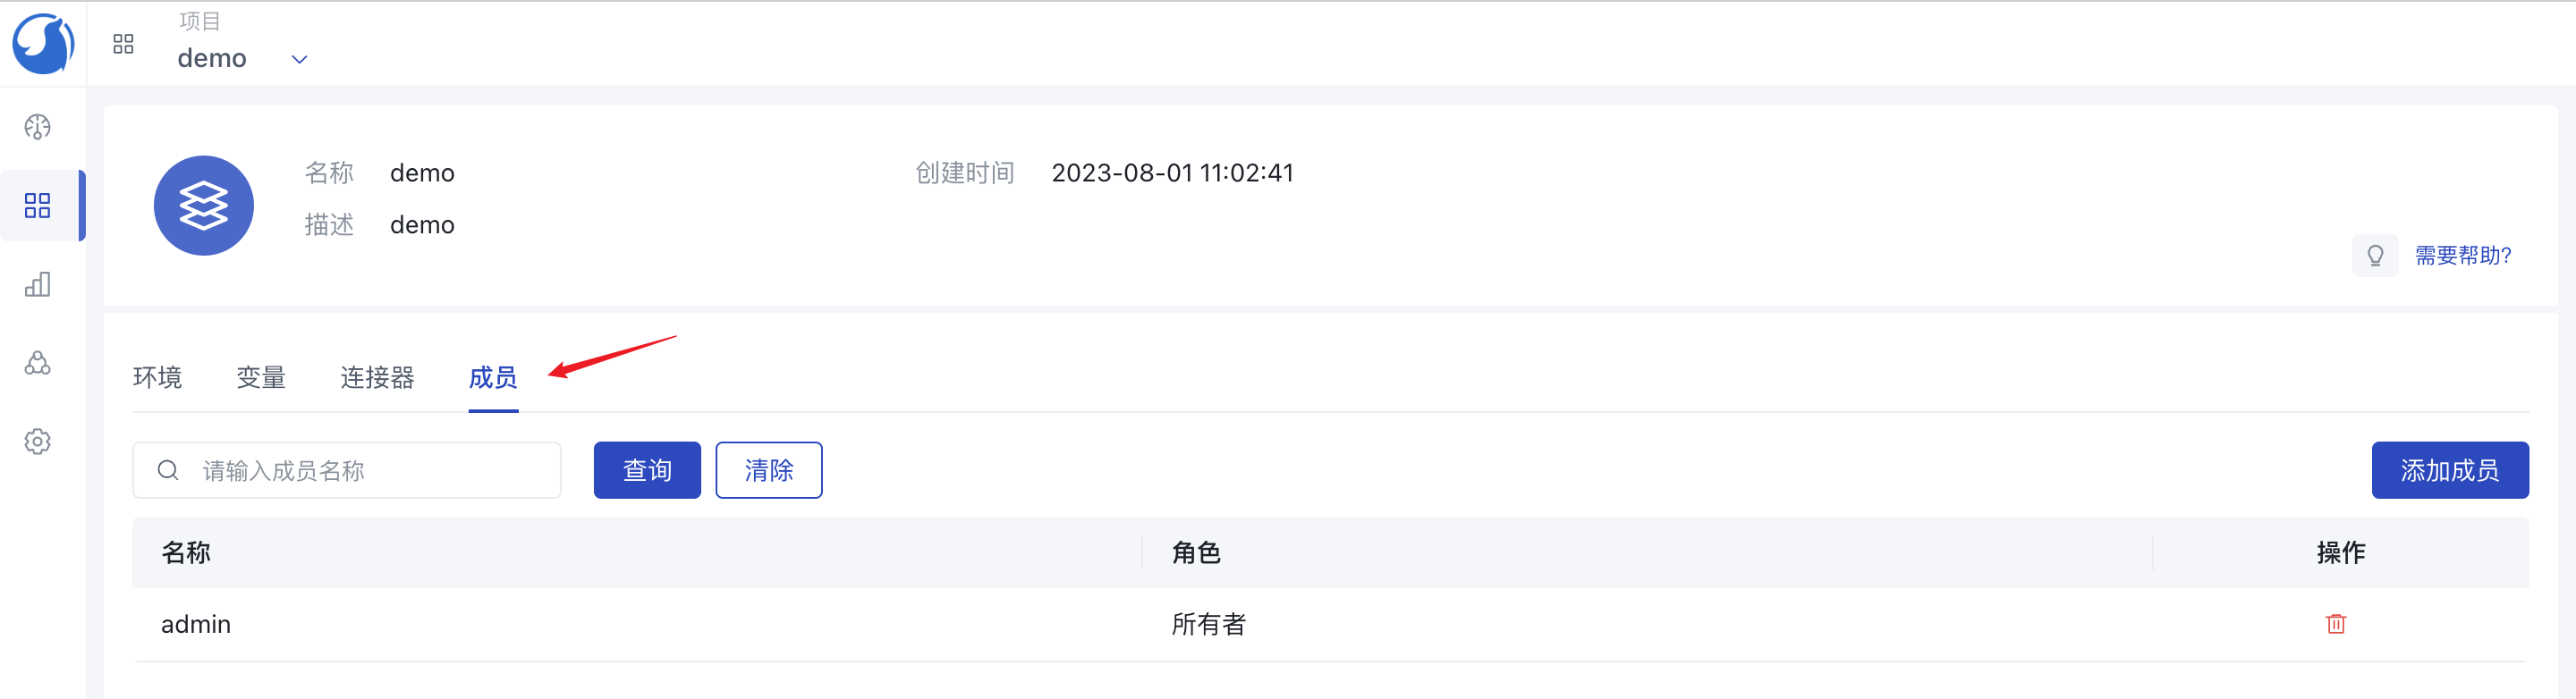 项目
demo
名称 demo 创建时间 2023-08-01 11:02:41
描述 demo
需要帮助?
环境 变量 连接器 成员
请输入成员名称 查询 清除 添加成员
名称 角色 操作
admin 所有者